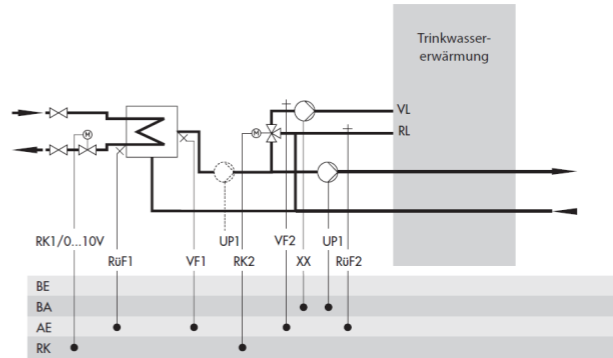 Trinkwasser-
erwärmung
VL
RL
M
M
RK1/0...10V
RüF1
VF1
UP1
RK2
VF2
XX
UP1
RüF2
BE
BA
AE
RK